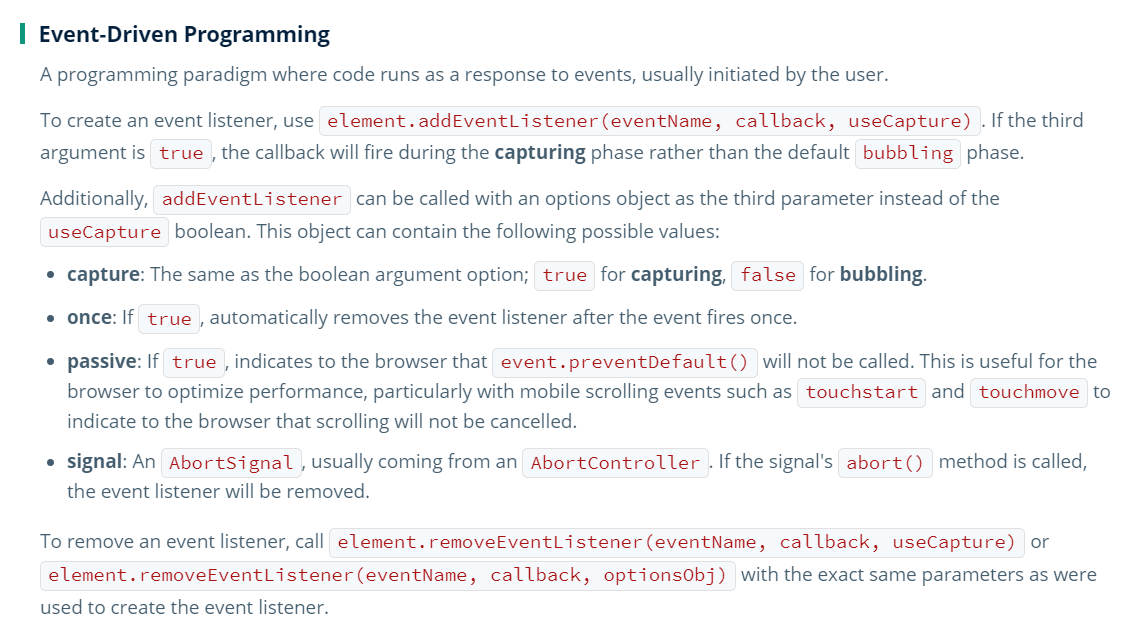 Event-Driven Programming
A programming paradigm where code runs as a response to events, usually initiated by the user.
To create an event listener, use element.addEventListener(eventName, callback, useCapture). If the third
argument is true, the callback will fire during the capturing phase rather than the default bubbling phase.
Additionally, addEventListener can be called with an options object as the third parameter instead of the
useCapture boolean. This object can contain the following possible values:
• capture: The same as the boolean argument option; true for capturing, false for bubbling.
• once: If true, automatically removes the event listener after the event fires once.
• passive: If true, indicates to the browser that event.preventDefault() will not be called. This is useful for the
browser to optimize performance, particularly with mobile scrolling events such as touchstart and touchmove to
indicate to the browser that scrolling will not be cancelled.
• signal: An AbortSignal, usually coming from an AbortController. If the signal's abort() method is called,
the event listener will be removed.
To remove an event listener, call element.removeEventListener(eventName, callback, useCapture) or
element.removeEventListener(eventName, callback, optionsObj) with the exact same parameters as were
used to create the event listener.